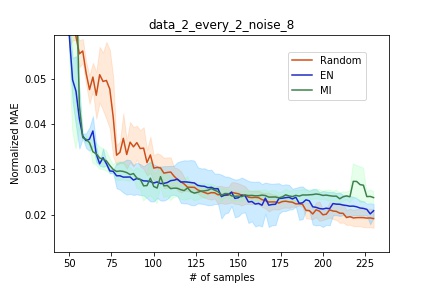 data_2_every_2_noise_8
Normalized MAE
0.05
0.04
0.03
0.02
Random
EN
MI
50
75
100
125
150
175
200
225
# of samples